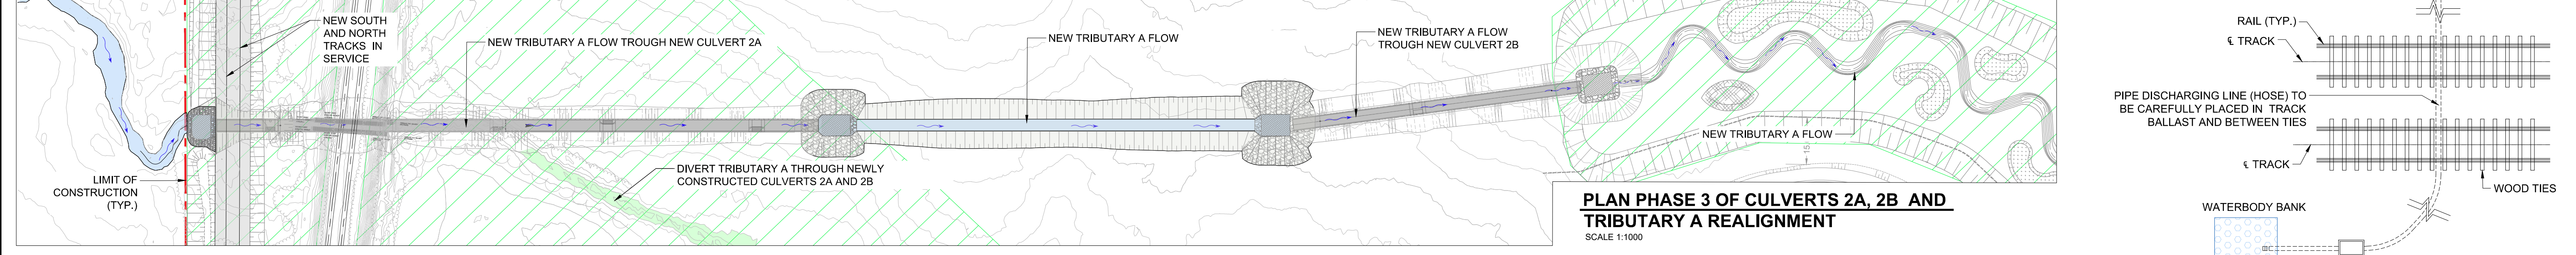 NEW SOUTH
AND NORTH
TRACKS IN
SERVICE
NEW TRIBUTARY A FLOW TROUGH NEW CULVERT 2A
NEW TRIBUTARY A FLOW
NEW TRIBUTARY A FLOW
TROUGH NEW CULVERT 2B
NEW TRIBUTARY A FLOW
LIMIT OF
CONSTRUCTION
(TYP.)
DIVERT TRIBUTARY A THROUGH NEWLY
CONSTRUCTED CULVERTS 2A AND 2B
PLAN PHASE 3 OF CULVERTS 2A, 2B AND
TRIBUTARY A REALIGNMENT
SCALE 1:1000
RAIL (TYP.)
℄ TRACK
PIPE DISCHARGING LINE (HOSE) TO
BE CAREFULLY PLACED IN TRACK
BALLAST AND BETWEEN TIES
℄ TRACK
WOOD TIES
WATERBODY BANK